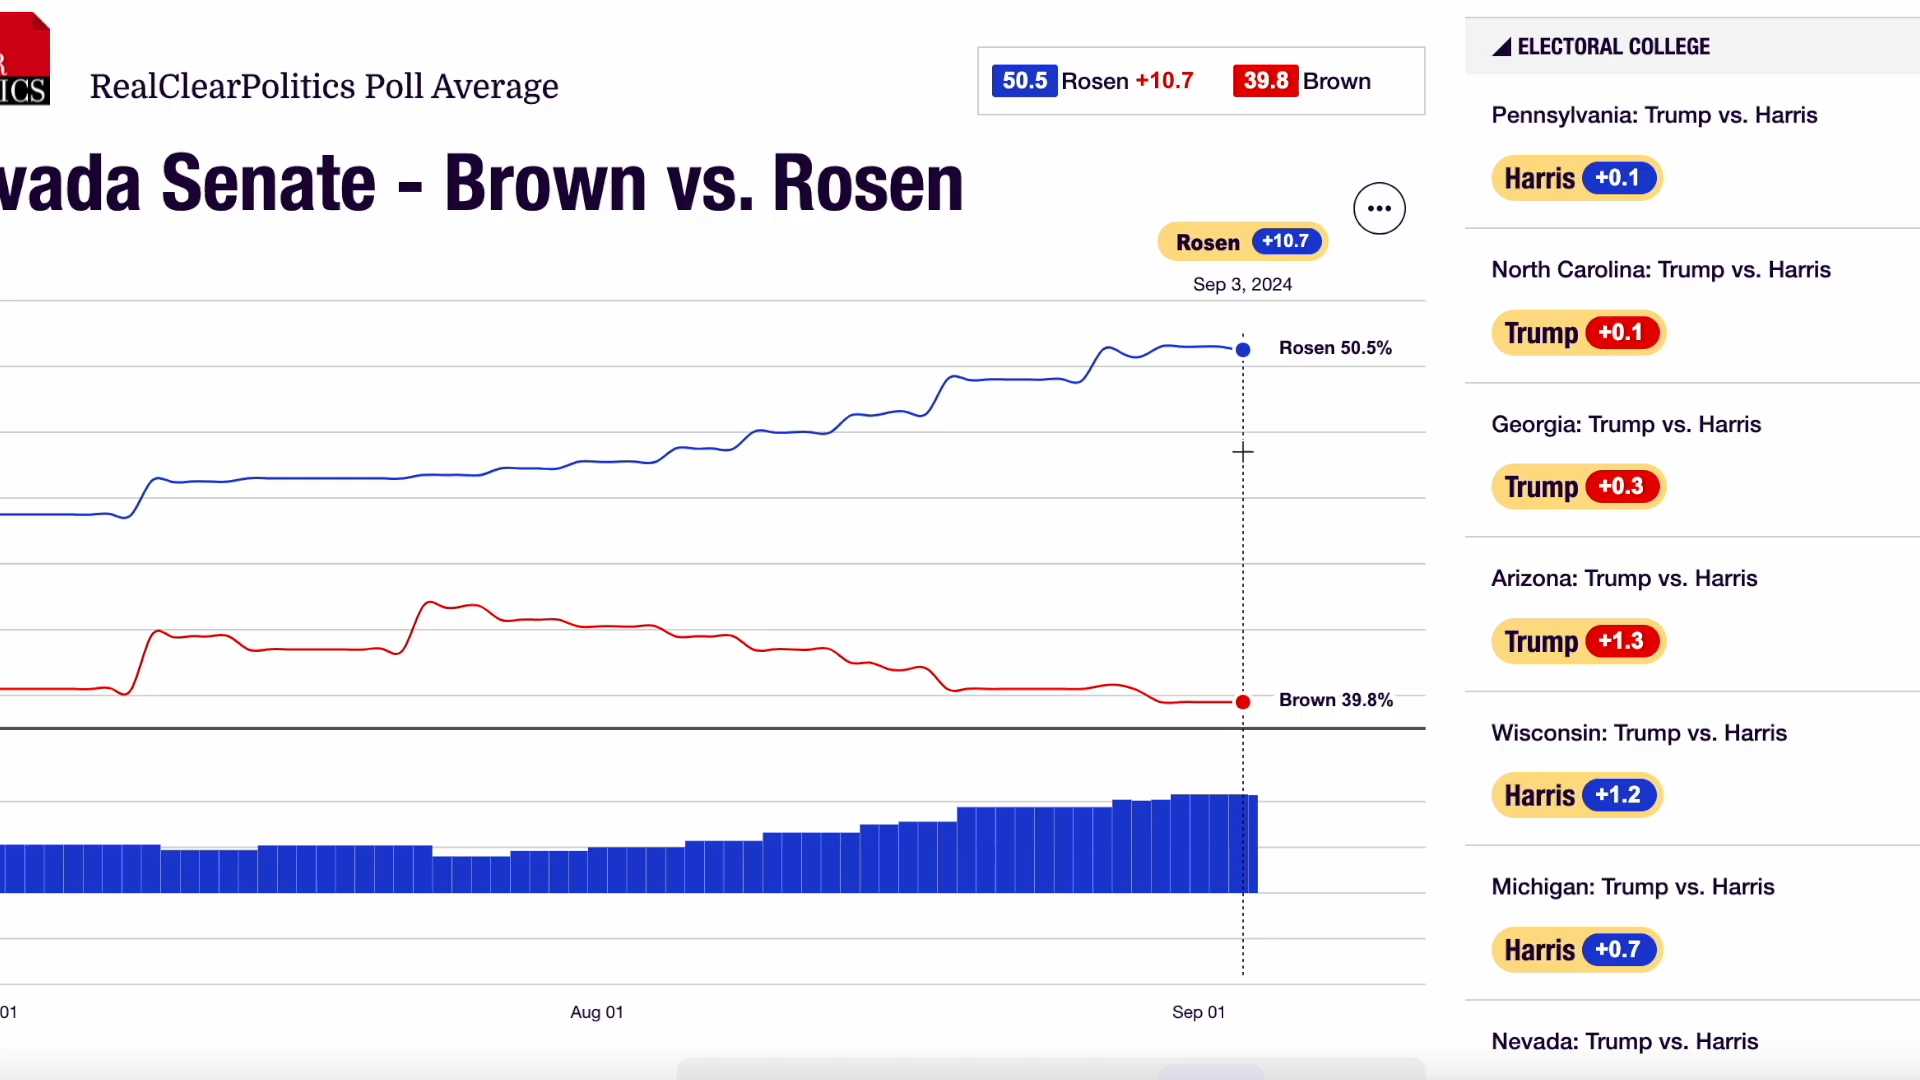 R
ICS
RealClearPolitics Poll Average
vada Senate - Brown vs. Rosen
50.5 Rosen +10.7 39.8 Brown
Rosen +10.7
Sep 3, 2024
Rosen 50.5%
Brown 39.8%
01
Aug 01
Sep 01
ELECTORAL COLLEGE
Pennsylvania: Trump vs. Harris
Harris +0.1
North Carolina: Trump vs. Harris
Trump +0.1
Georgia: Trump vs. Harris
Trump +0.3
Arizona: Trump vs. Harris
Trump +1.3
Wisconsin: Trump vs. Harris
Harris +1.2
Michigan: Trump vs. Harris
Harris +0.7
Nevada: Trump vs. Harris